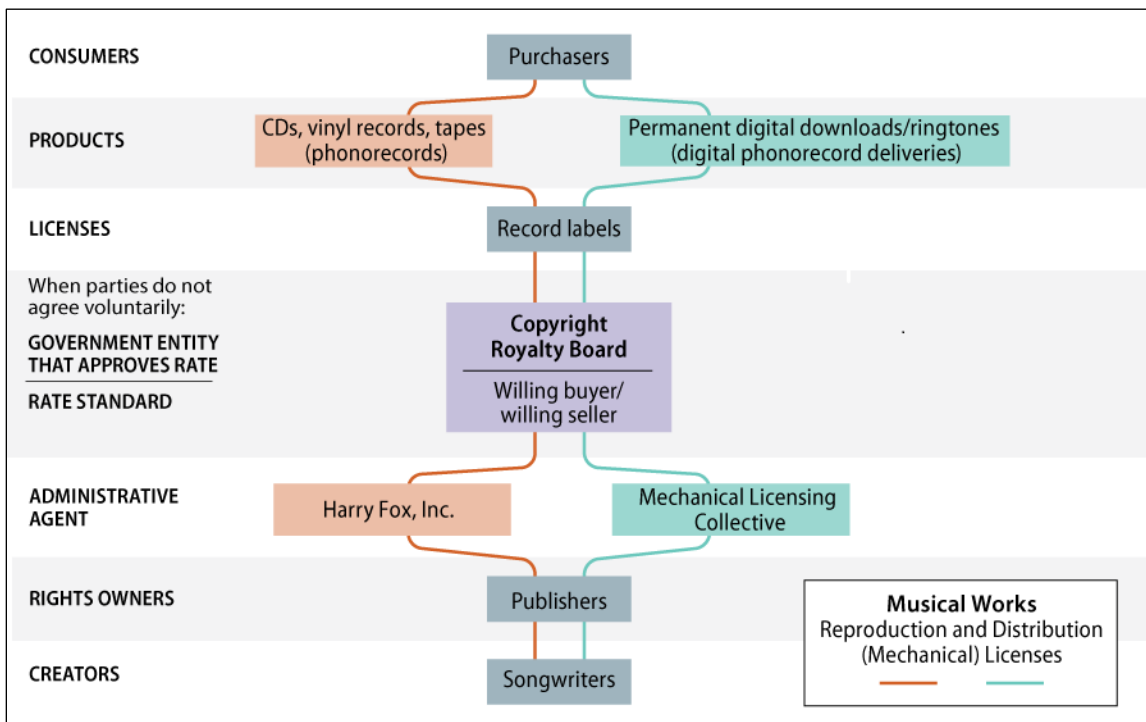 CONSUMERS
Purchasers
PRODUCTS
CDs, vinyl records, tapes
(phonorecords)
Permanent digital downloads/ringtones
(digital phonorecord deliveries)
LICENSES
Record labels
When parties do not
agree voluntarily:
GOVERNMENT ENTITY
THAT APPROVES RATE
RATE STANDARD
Copyright
Royalty Board
Willing buyer/
willing seller
ADMINISTRATIVE
AGENT
Harry Fox, Inc.
Mechanical Licensing
Collective
RIGHTS OWNERS
Publishers
CREATORS
Songwriters
Musical Works
Reproduction and Distribution
(Mechanical) Licenses